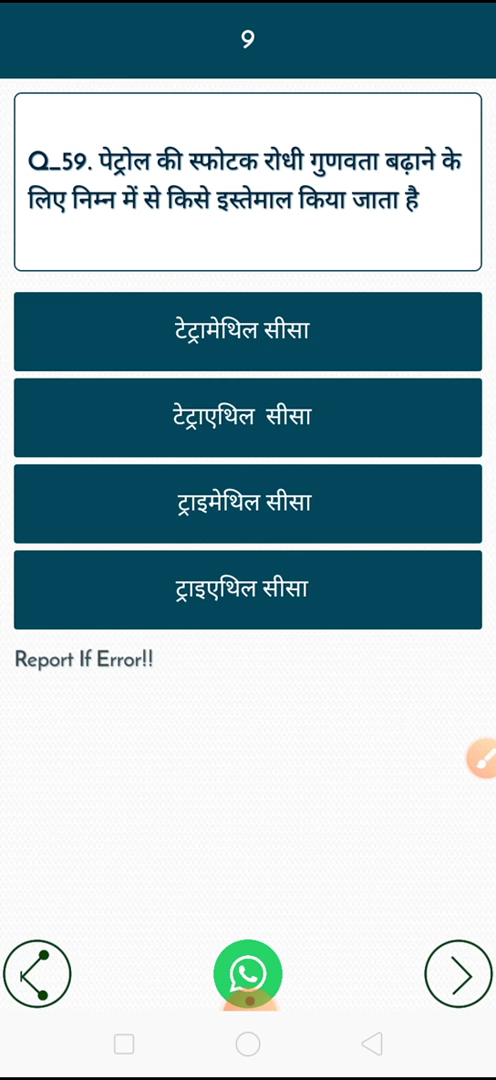 9
Q_59. पेट्रोल की स्फोटक रोधी गुणवता बढ़ाने के
लिए निम्न में से किसे इस्तेमाल किया जाता है
टेट्रामेथिल सीसा
टेट्राएथिल सीसा
ट्राइमेथिल सीसा
ट्राइएथिल सीसा
Report If Error!!